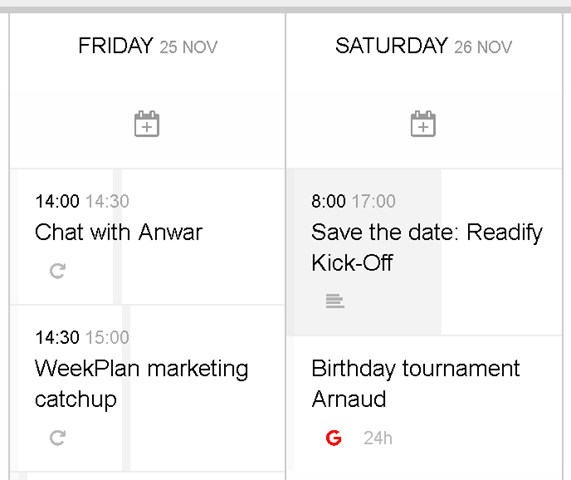 FRIDAY 25 NOV
14:00 14:30
Chat with Anwar
14:30 15:00
WeekPlan marketing
catchup
SATURDAY 26 NOV
8:00 17:00
Save the date: Readify
Kick-Off
Birthday tournament
Arnaud
G 24h